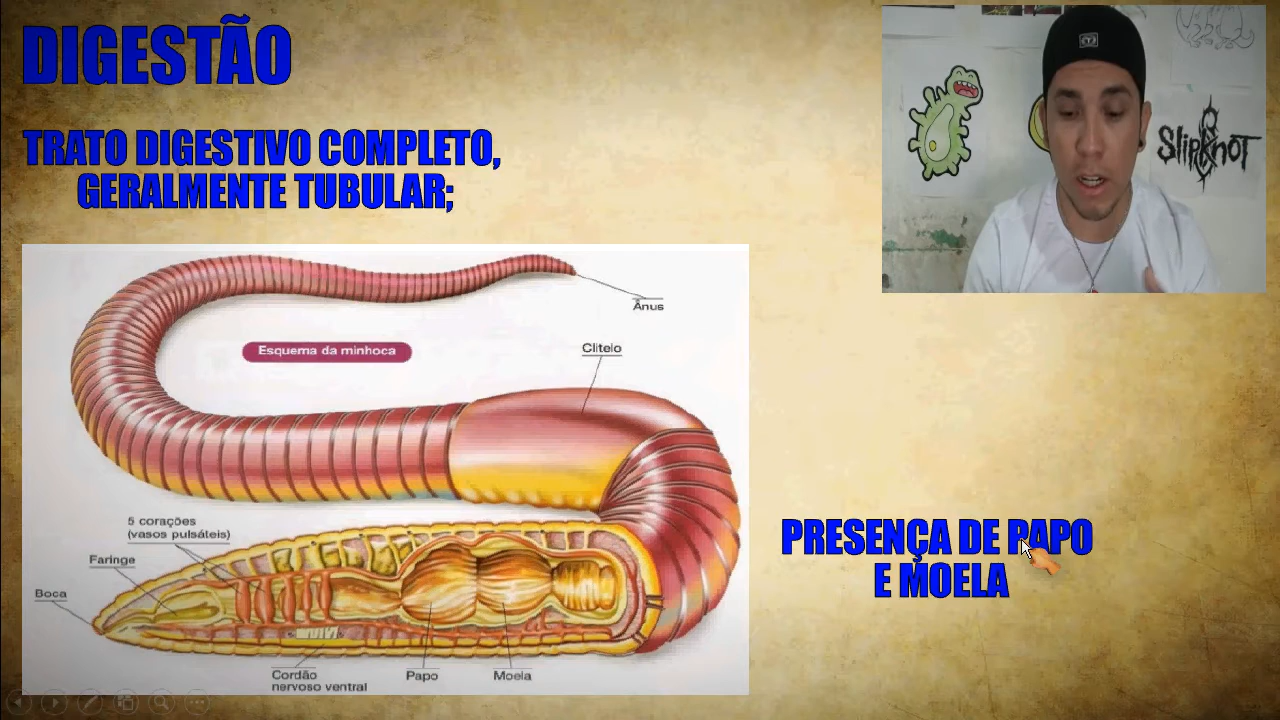 DIGESTÃO
TRATO DIGESTIVO COMPLETO,
GERALMENTE TUBULAR;
SlipKnoT
Ânus
Esquema da minhoca
Clitelo
5 corações
(vasos pulsáteis)
Faringe
Boca
Cordão
nervoso ventral
Papo
Moela
PRESENÇA DE PAPO
E MOELA